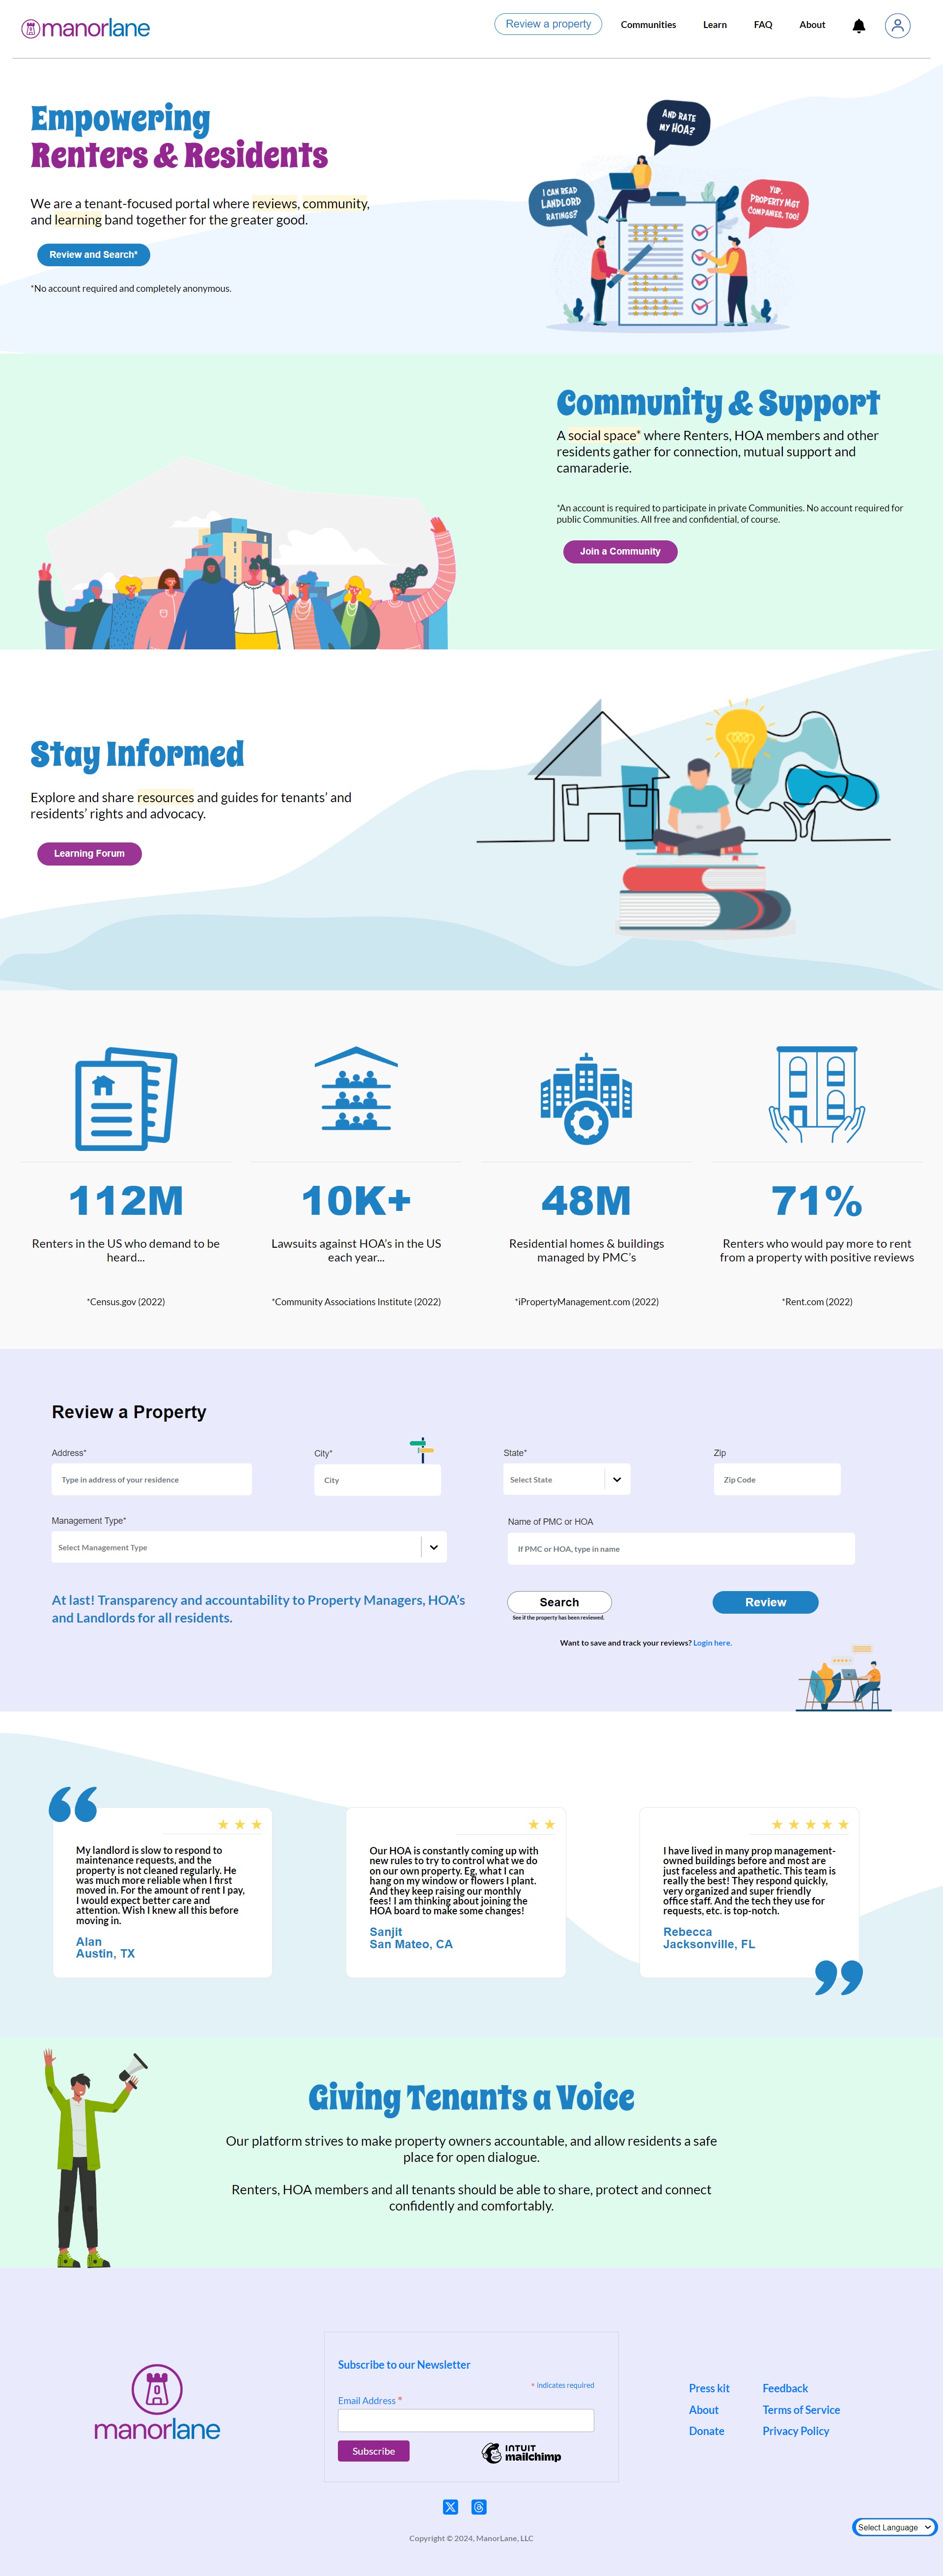 manorlane
Review a property
Communities
Learn
FAQ
About
Empowering
Renters & Residents
We are a tenant-focused portal where reviews, community,
and learning band together for the greater good.
Review and Search*
*No account required and completely anonymous.
AND RATE
MY HOA?
I CAN READ
LANDLORD
RATINGS?
YUP.
PROPERTY MGT
COMPANIES, TOO!
Community & Support
A social space* where Renters, HOA members and other
residents gather for connection, mutual support and
camaraderie.
*An account is required to participate in private Communities. No account required for
public Communities. All free and confidential, of course.
Join a Community
Stay Informed
Explore and share resources and guides for tenants’ and
residents’ rights and advocacy.
Learning Forum
112M
Renters in the US who demand to be
heard...
*Census.gov (2022)
10K+
Lawsuits against HOA’s in the US
each year...
*Community Associations Institute (2022)
48M
Residential homes & buildings
managed by PMC’s
*iPropertyManagement.com (2022)
71%
Renters who would pay more to rent
from a property with positive reviews
*Rent.com (2022)
Review a Property
Address*
Type in address of your residence
City*
City
State*
Select State
Zip
Zip Code
Management Type*
Select Management Type
Name of PMC or HOA
If PMC or HOA, type in name
At last! Transparency and accountability to Property Managers, HOA’s
and Landlords for all residents.
Search
See if the property has been reviewed.
Review
Want to save and track your reviews? Login here.
My landlord is slow to respond to
maintenance requests, and the
property is not cleaned regularly. He
was much more reliable when I first
moved in. For the amount of rent I pay,
I would expect better care and
attention. Wish I knew all this before
moving in.
Alan
Austin, TX
Our HOA is constantly coming up with
new rules to try to control what we do
on our own property. Eg, what I can
hang on my window or flowers I plant.
And they keep raising our monthly
fees! I am thinking about joining the
HOA board to make some changes!
Sanjit
San Mateo, CA
I have lived in many prop management-
owned buildings before and most are
just faceless and apathetic. This team is
really the best! They respond quickly,
very organized and super friendly
office staff. And the tech they use for
requests, etc. is top-notch.
Rebecca
Jacksonville, FL
Giving Tenants a Voice
Our platform strives to make property owners accountable, and allow residents a safe
place for open dialogue.
Renters, HOA members and all tenants should be able to share, protect and connect
confidently and comfortably.
manorlane
Subscribe to our Newsletter
* indicates required
Email Address *
Subscribe
INTUIT
mailchimp
Press kit
Feedback
About
Terms of Service
Donate
Privacy Policy
Copyright © 2024, ManorLane, LLC
Select Language